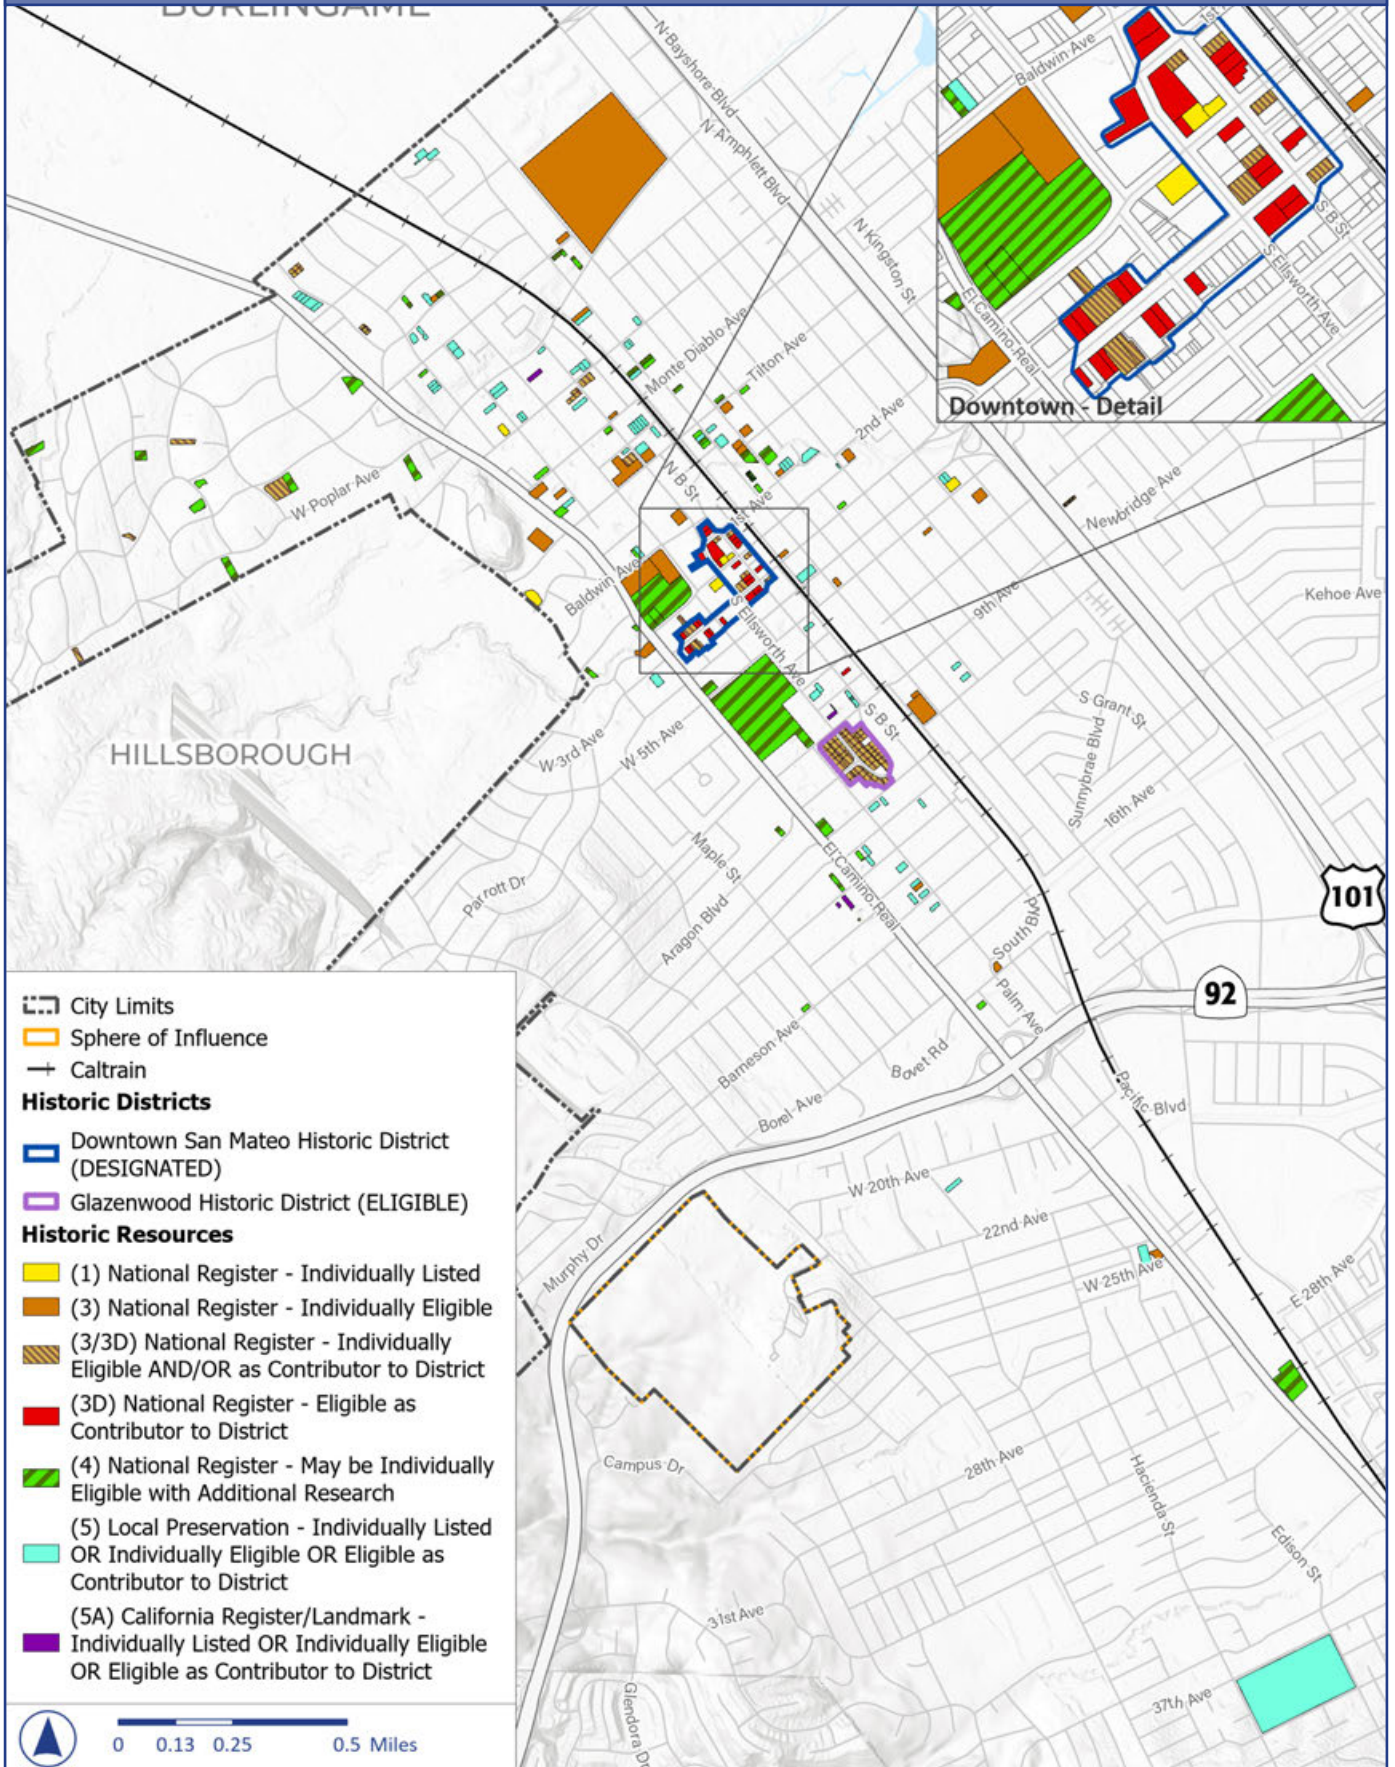 BURLINGAME
N Bayshore Blvd
N Amphlett Blvd
N Kingston St
Monte Diablo Ave
Tilton Ave
2nd Ave
N B St
1st Ave
W Poplar Ave
Baldwin Ave
S Ellsworth Ave
Newbridge Ave
Kehoe Ave
9th Ave
Baldwin Ave
1st
S B St
S Ellsworth Ave
El Camino Real
Downtown - Detail
HILLSBOROUGH
W 3rd Ave
W 5th Ave
S B St
S Grant St
Sunnybrae Blvd
16th Ave
Maple St
El Camino Real
Parrott Dr
Aragon Blvd
South Blvd
Palm Ave
101
92
Barneson Ave
Bovet Rd
Borel Ave
Pacific Blvd
W 20th Ave
22nd Ave
W 25th Ave
E 28th Ave
Murphy Dr
Campus Dr
28th Ave
Hacienda St
Edison St
31st Ave
37th Ave
Glendora Dr
City Limits
Sphere of Influence
Caltrain
Historic Districts
Downtown San Mateo Historic District
(DESIGNATED)
Glazenwood Historic District (ELIGIBLE)
Historic Resources
(1) National Register - Individually Listed
(3) National Register - Individually Eligible
(3/3D) National Register - Individually
Eligible AND/OR as Contributor to District
(3D) National Register - Eligible as
Contributor to District
(4) National Register - May be Individually
Eligible with Additional Research
(5) Local Preservation - Individually Listed
OR Individually Eligible OR Eligible as
Contributor to District
(5A) California Register/Landmark -
Individually Listed OR Individually Eligible
OR Eligible as Contributor to District
0 0.13 0.25 0.5 Miles